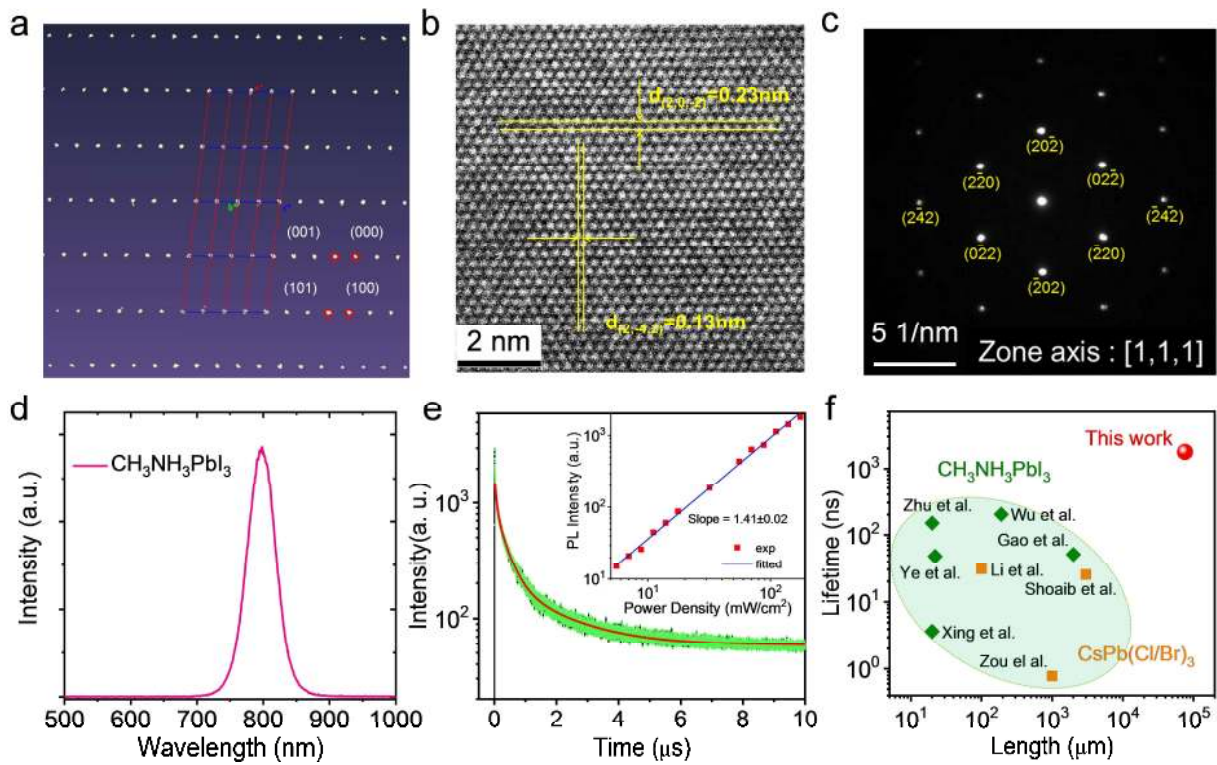 a
(001)
(000)
(101)
(100)
b
d(2,0,-2)=0.23nm
d(2,-4,2)=0.13nm
2 nm
c
(202̅)
(22̅0)
(022̅)
(2̅42)
(2̅4̅2)
(022)
(2̅20)
(2̅02)
5 1/nm
Zone axis : [1,1,1]
d
CH₃NH₃PbI₃
Intensity (a.u.)
500 600 700 800 900 1000
Wavelength (nm)
e
Intensity(a. u.)
10³
10²
0 2 4 6 8 10
Time (μs)
PL Intensty (a.u.)
10³
10²
10¹
Slope = 1.41±0.02
exp
fitted
10¹ 10²
Power Density (mW/cm²)
f
This work
CH₃NH₃PbI₃
Zhu et al.
Wu et al.
Gao et al.
Ye et al.
Li et al.
Shoaib et al.
Xing et al.
Zou et al.
CsPb(Cl/Br)₃
Lifetime (ns)
10³
10²
10¹
10⁰
10¹ 10² 10³ 10⁴ 10⁵
Length (μm)